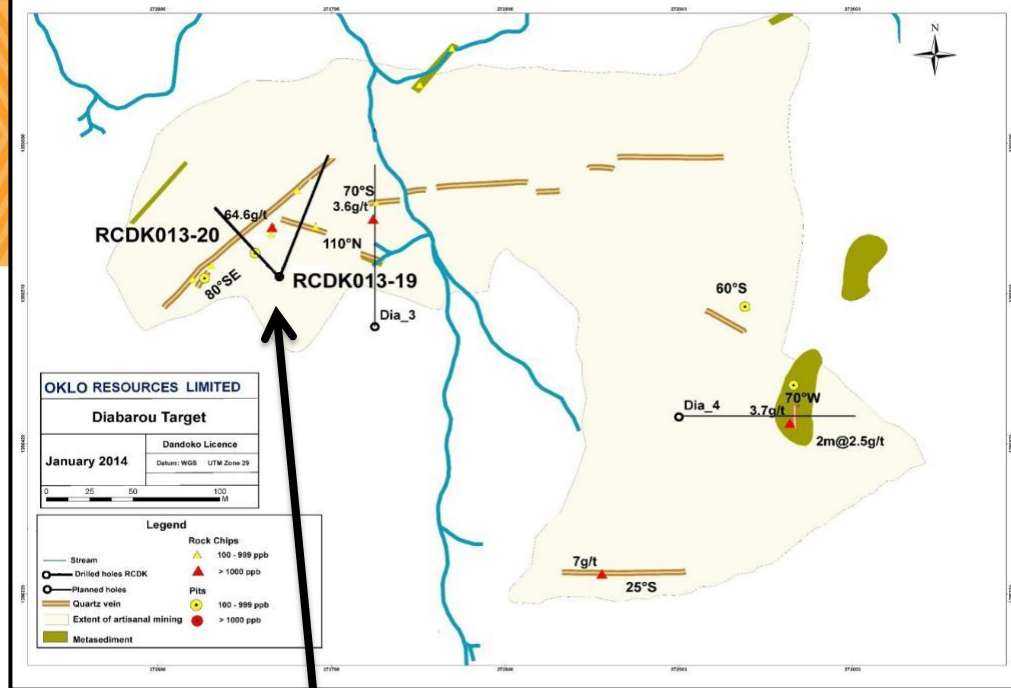 N
70°S
3.6g/t
64.6g/t
RCDK013-20
110°N
80°SE
RCDK013-19
60°S
Dia_3
70°W
Dia_4
3.7g/t
2m@2.5g/t
7g/t
25°S
OKLO RESOURCES LIMITED
Diabarou Target
January 2014
Dandoko Licence
Datum: WGS UTM Zone 29
0 25 50 100
M
Legend
Stream
Drilled holes RCDK
Planned holes
Quartz vein
Extent of artisanal mining
Metasediment
Rock Chips
100 - 999 ppb
> 1000 ppb
Pits
100 - 999 ppb
> 1000 ppb